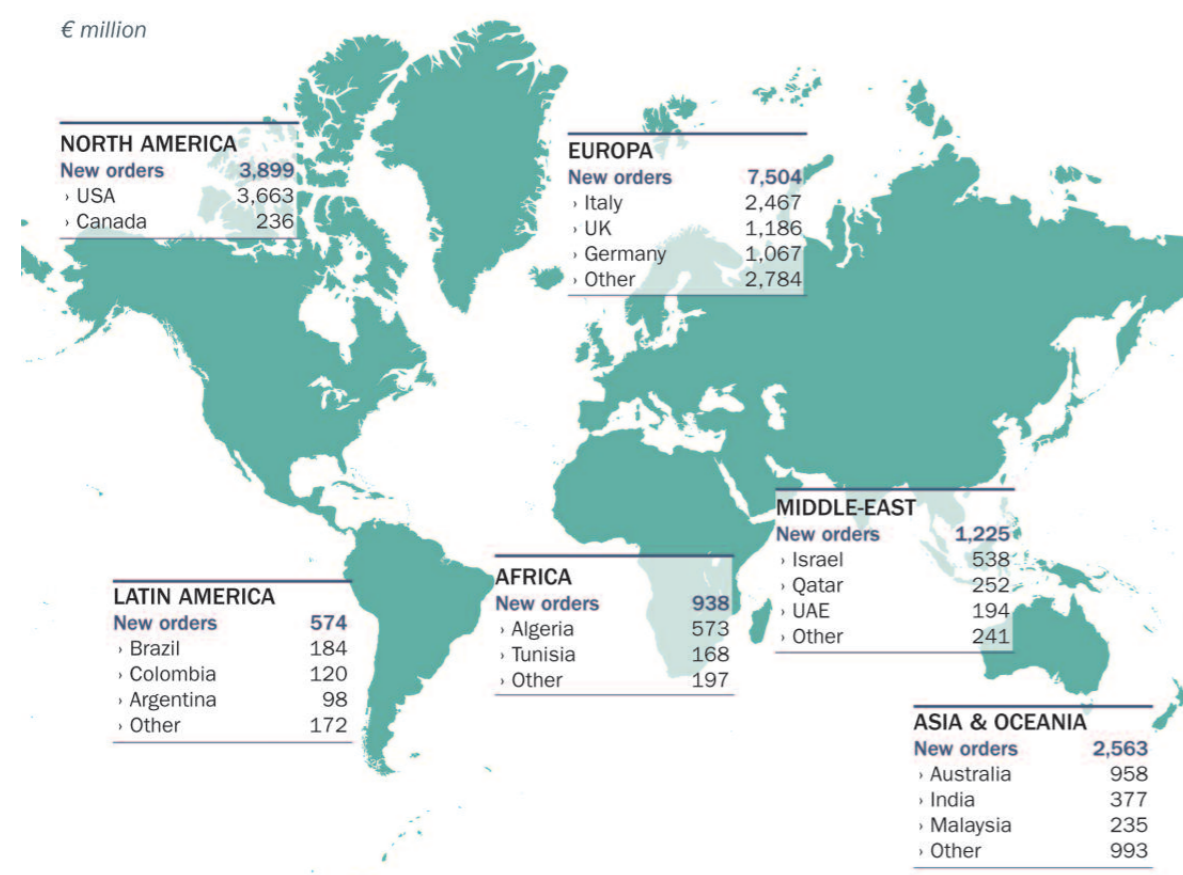 € million
NORTH AMERICA
New orders 3,899
› USA 3,663
› Canada 236
EUROPA
New orders 7,504
› Italy 2,467
› UK 1,186
› Germany 1,067
› Other 2,784
MIDDLE-EAST
New orders 1,225
› Israel 538
› Qatar 252
› UAE 194
› Other 241
LATIN AMERICA
New orders 574
› Brazil 184
› Colombia 120
› Argentina 98
› Other 172
AFRICA
New orders 938
› Algeria 573
› Tunisia 168
› Other 197
ASIA & OCEANIA
New orders 2,563
› Australia 958
› India 377
› Malaysia 235
› Other 993